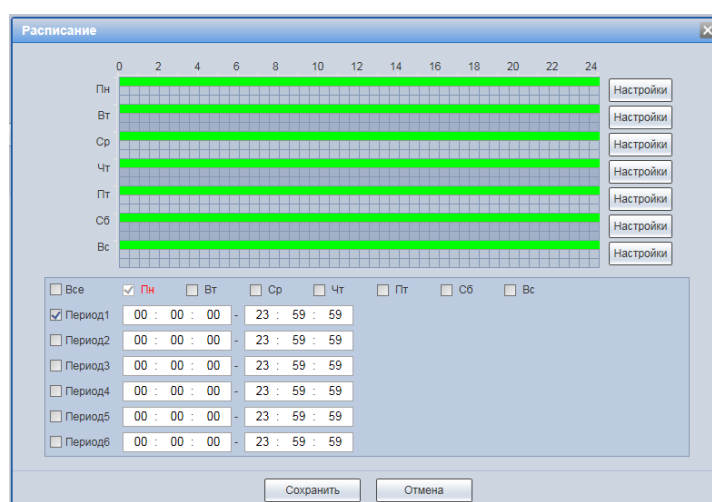 Расписание
0 2 4 6 8 10 12 14 16 18 20 22 24
Пн Настройки
Вт Настройки
Ср Настройки
Чт Настройки
Пт Настройки
Сб Настройки
Вс Настройки
Все Пн Вт Ср Чт Пт Сб Вс
Период1 00 : 00 : 00 - 23 : 59 : 59
Период2 00 : 00 : 00 - 23 : 59 : 59
Период3 00 : 00 : 00 - 23 : 59 : 59
Период4 00 : 00 : 00 - 23 : 59 : 59
Период5 00 : 00 : 00 - 23 : 59 : 59
Период6 00 : 00 : 00 - 23 : 59 : 59
Сохранить Отмена